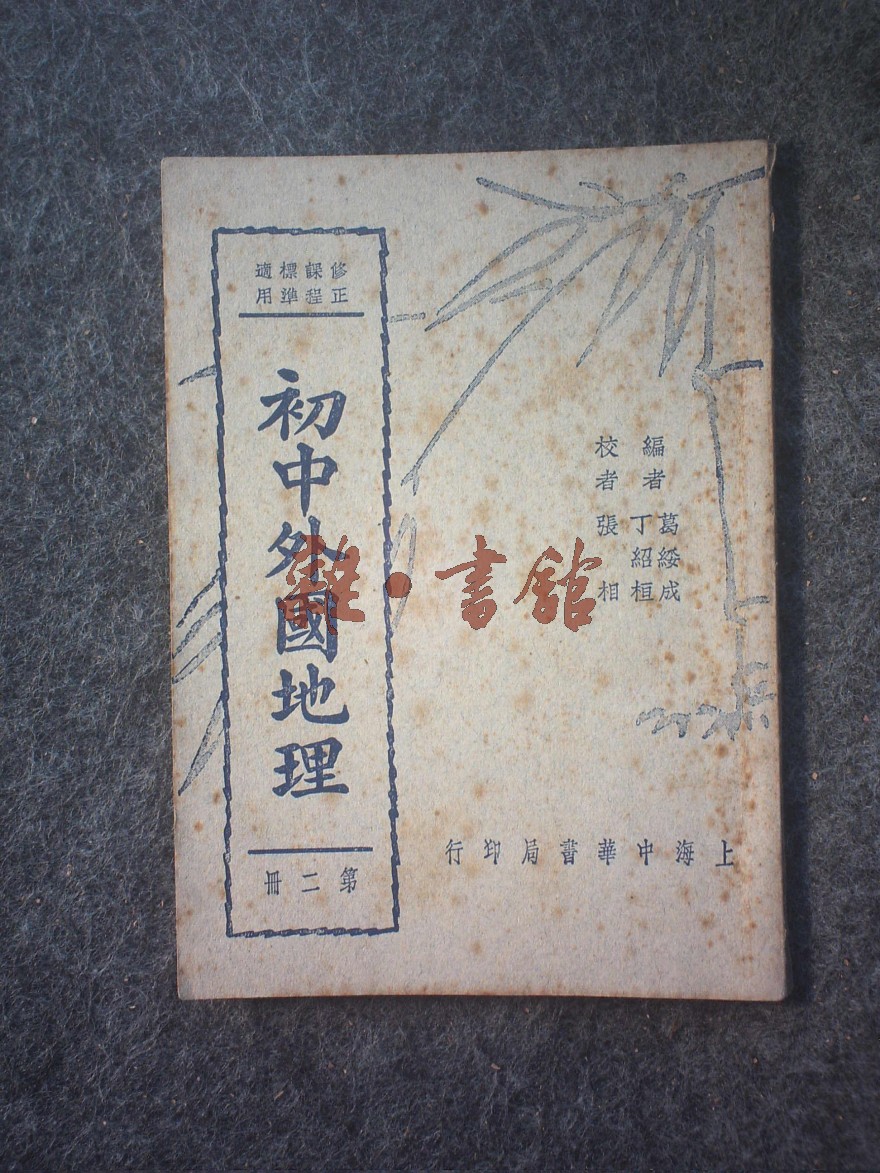 修正課程標準適用
初中外國地理
第二冊
編者 葛綏成
丁紹桓
校者 張相
上海中華書局印行
雜·書館